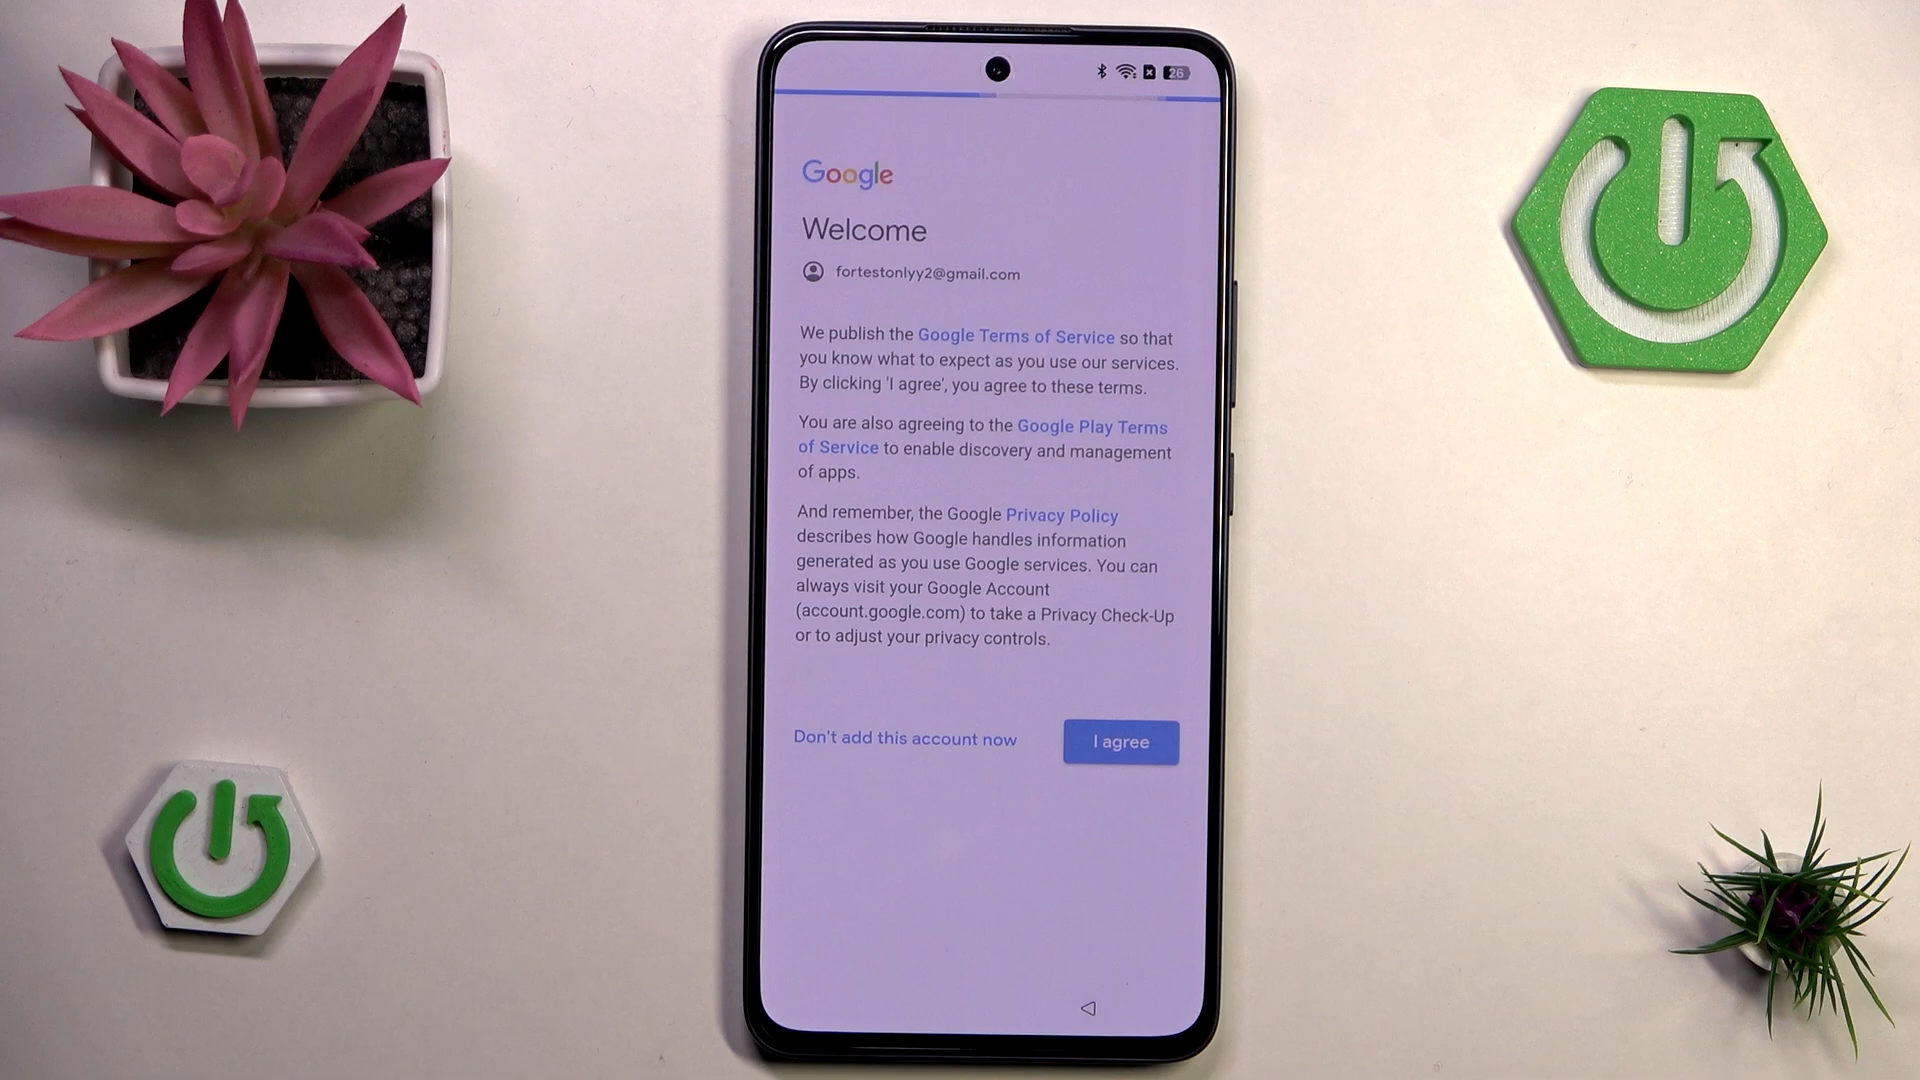 26
Google
Welcome
fortestonlyy2@gmail.com
We publish the Google Terms of Service so that
you know what to expect as you use our services.
By clicking 'I agree', you agree to these terms.
You are also agreeing to the Google Play Terms
of Service to enable discovery and management
of apps.
And remember, the Google Privacy Policy
describes how Google handles information
generated as you use Google services. You can
always visit your Google Account
(account.google.com) to take a Privacy Check-Up
or to adjust your privacy controls.
Don't add this account now
I agree